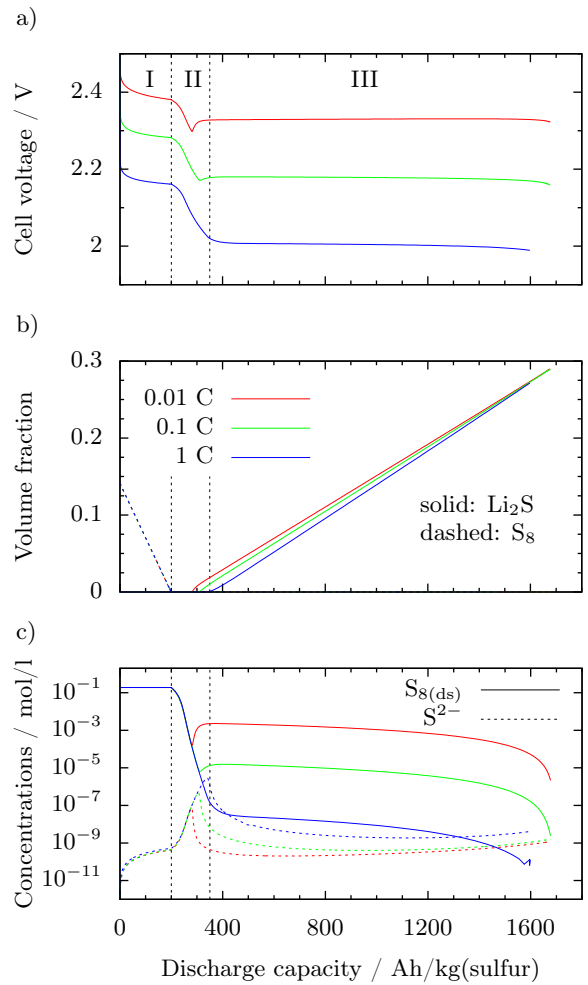 a)
I II III
Cell voltage / V
2.4
2.2
2
b)
Volume fraction
0.3
0.2
0.1
0
0.01 C
0.1 C
1 C
solid: Li₂S
dashed: S₈
c)
Concentrations / mol/l
10⁻¹
10⁻³
10⁻⁵
10⁻⁷
10⁻⁹
10⁻¹¹
S₈₍ds₎
S²⁻
0 400 800 1200 1600
Discharge capacity / Ah/kg(sulfur)